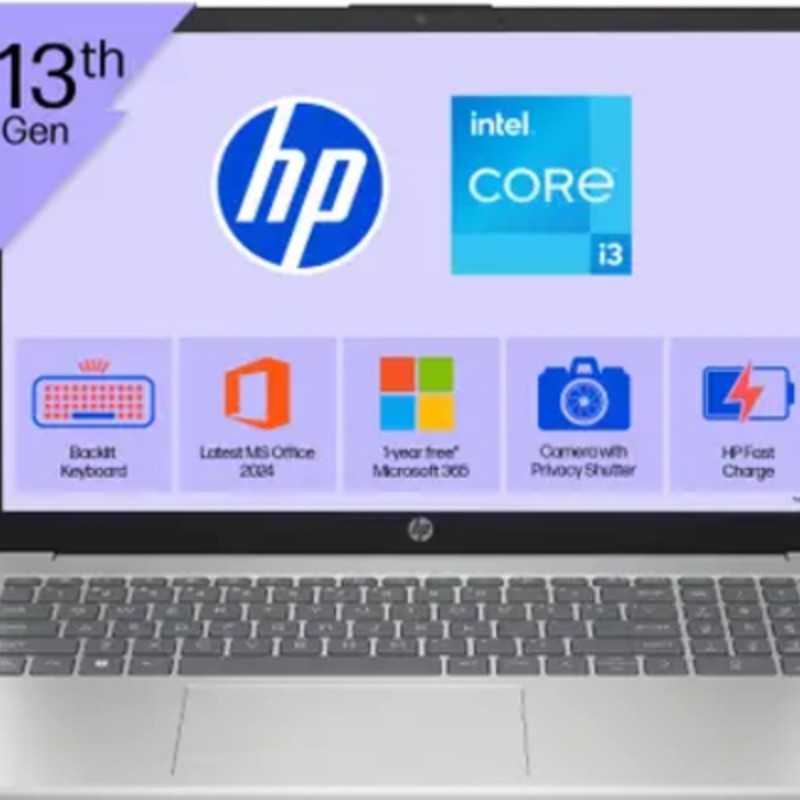 13th
Gen
hp
intel.
CORE
i3
Backlit
Keyboard
Latest MS Office
2024
1-year free*
Microsoft 365
Camera with
Privacy Shutter
HP Fast
Charge
hp